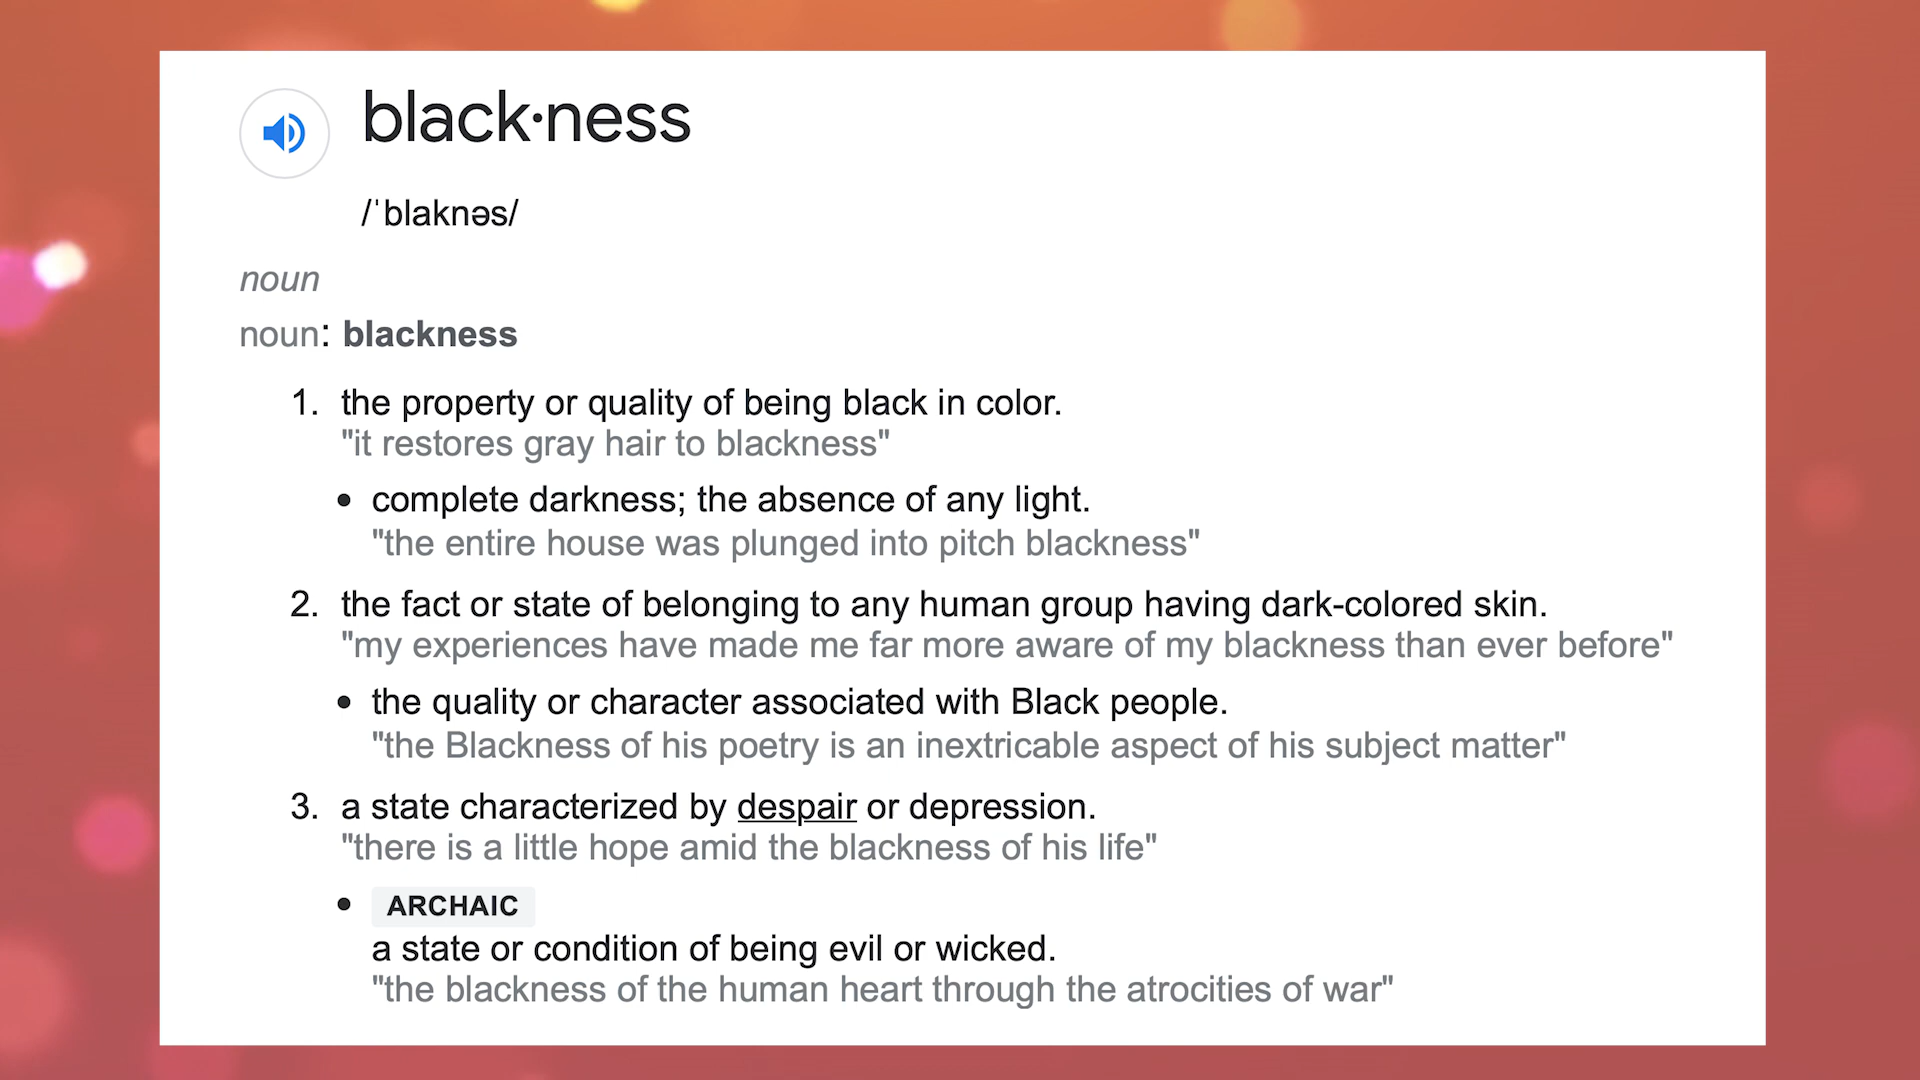 black·ness
/ˈblaknəs/
noun
noun: blackness
1. the property or quality of being black in color.
"it restores gray hair to blackness"
• complete darkness; the absence of any light.
"the entire house was plunged into pitch blackness"
2. the fact or state of belonging to any human group having dark-colored skin.
"my experiences have made me far more aware of my blackness than ever before"
• the quality or character associated with Black people.
"the Blackness of his poetry is an inextricable aspect of his subject matter"
3. a state characterized by despair or depression.
"there is a little hope amid the blackness of his life"
• ARCHAIC
a state or condition of being evil or wicked.
"the blackness of the human heart through the atrocities of war"